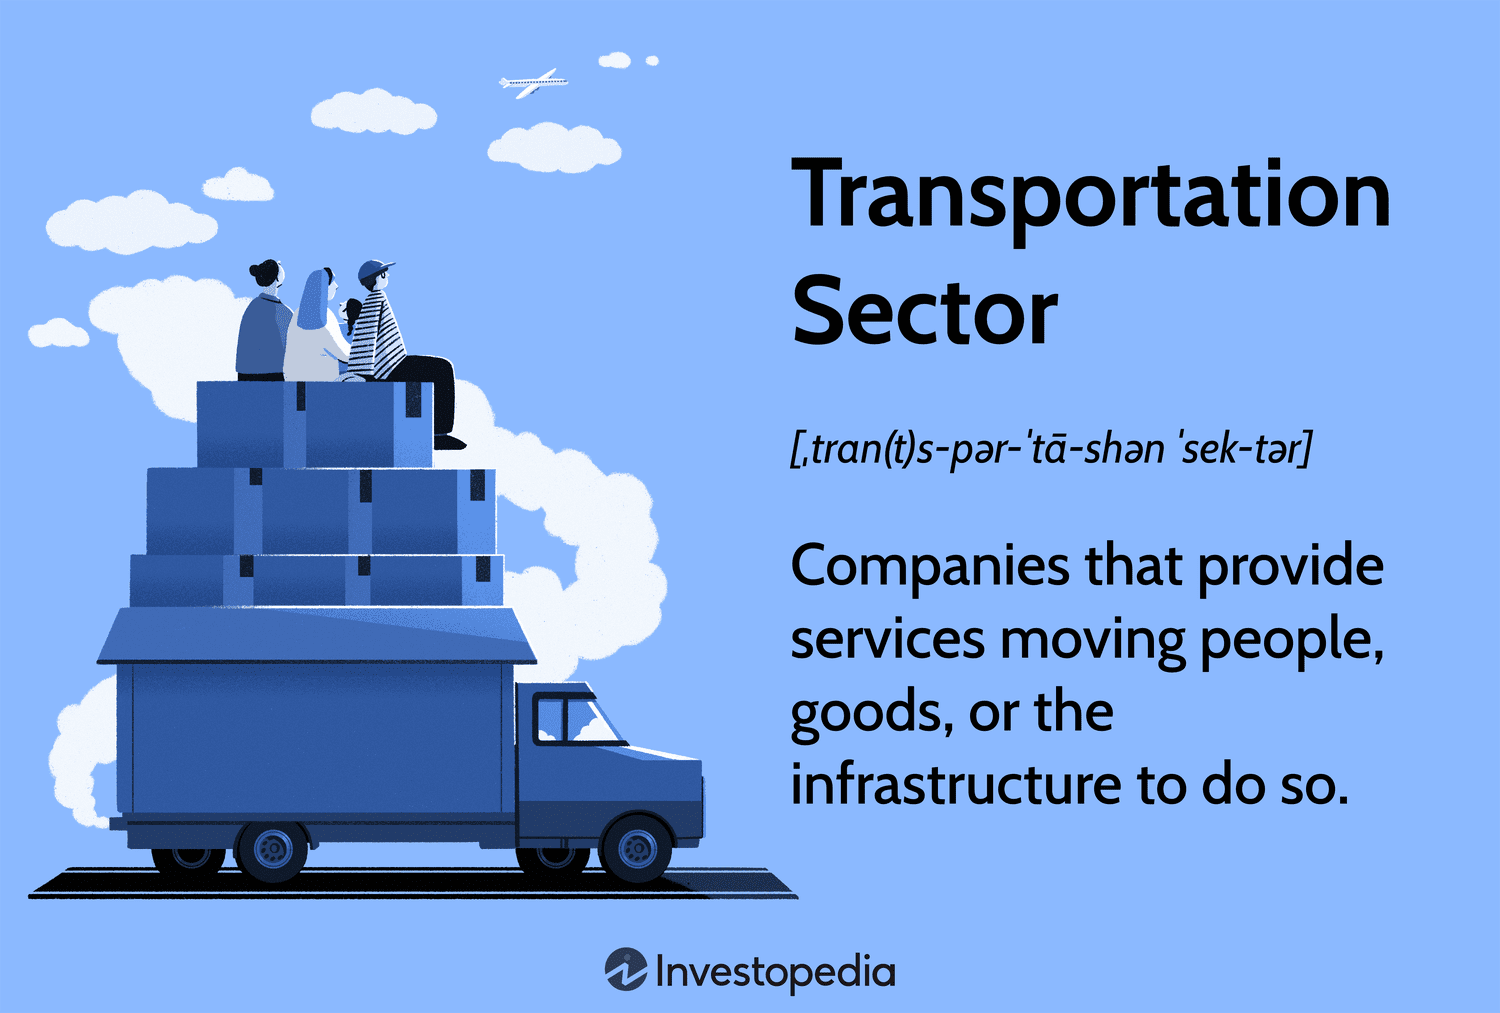 Transportation
Sector
[ˌtran(t)s-pər-ˈtā-shən ˈsek-tər]
Companies that provide
services moving people,
goods, or the
infrastructure to do so.
Investopedia